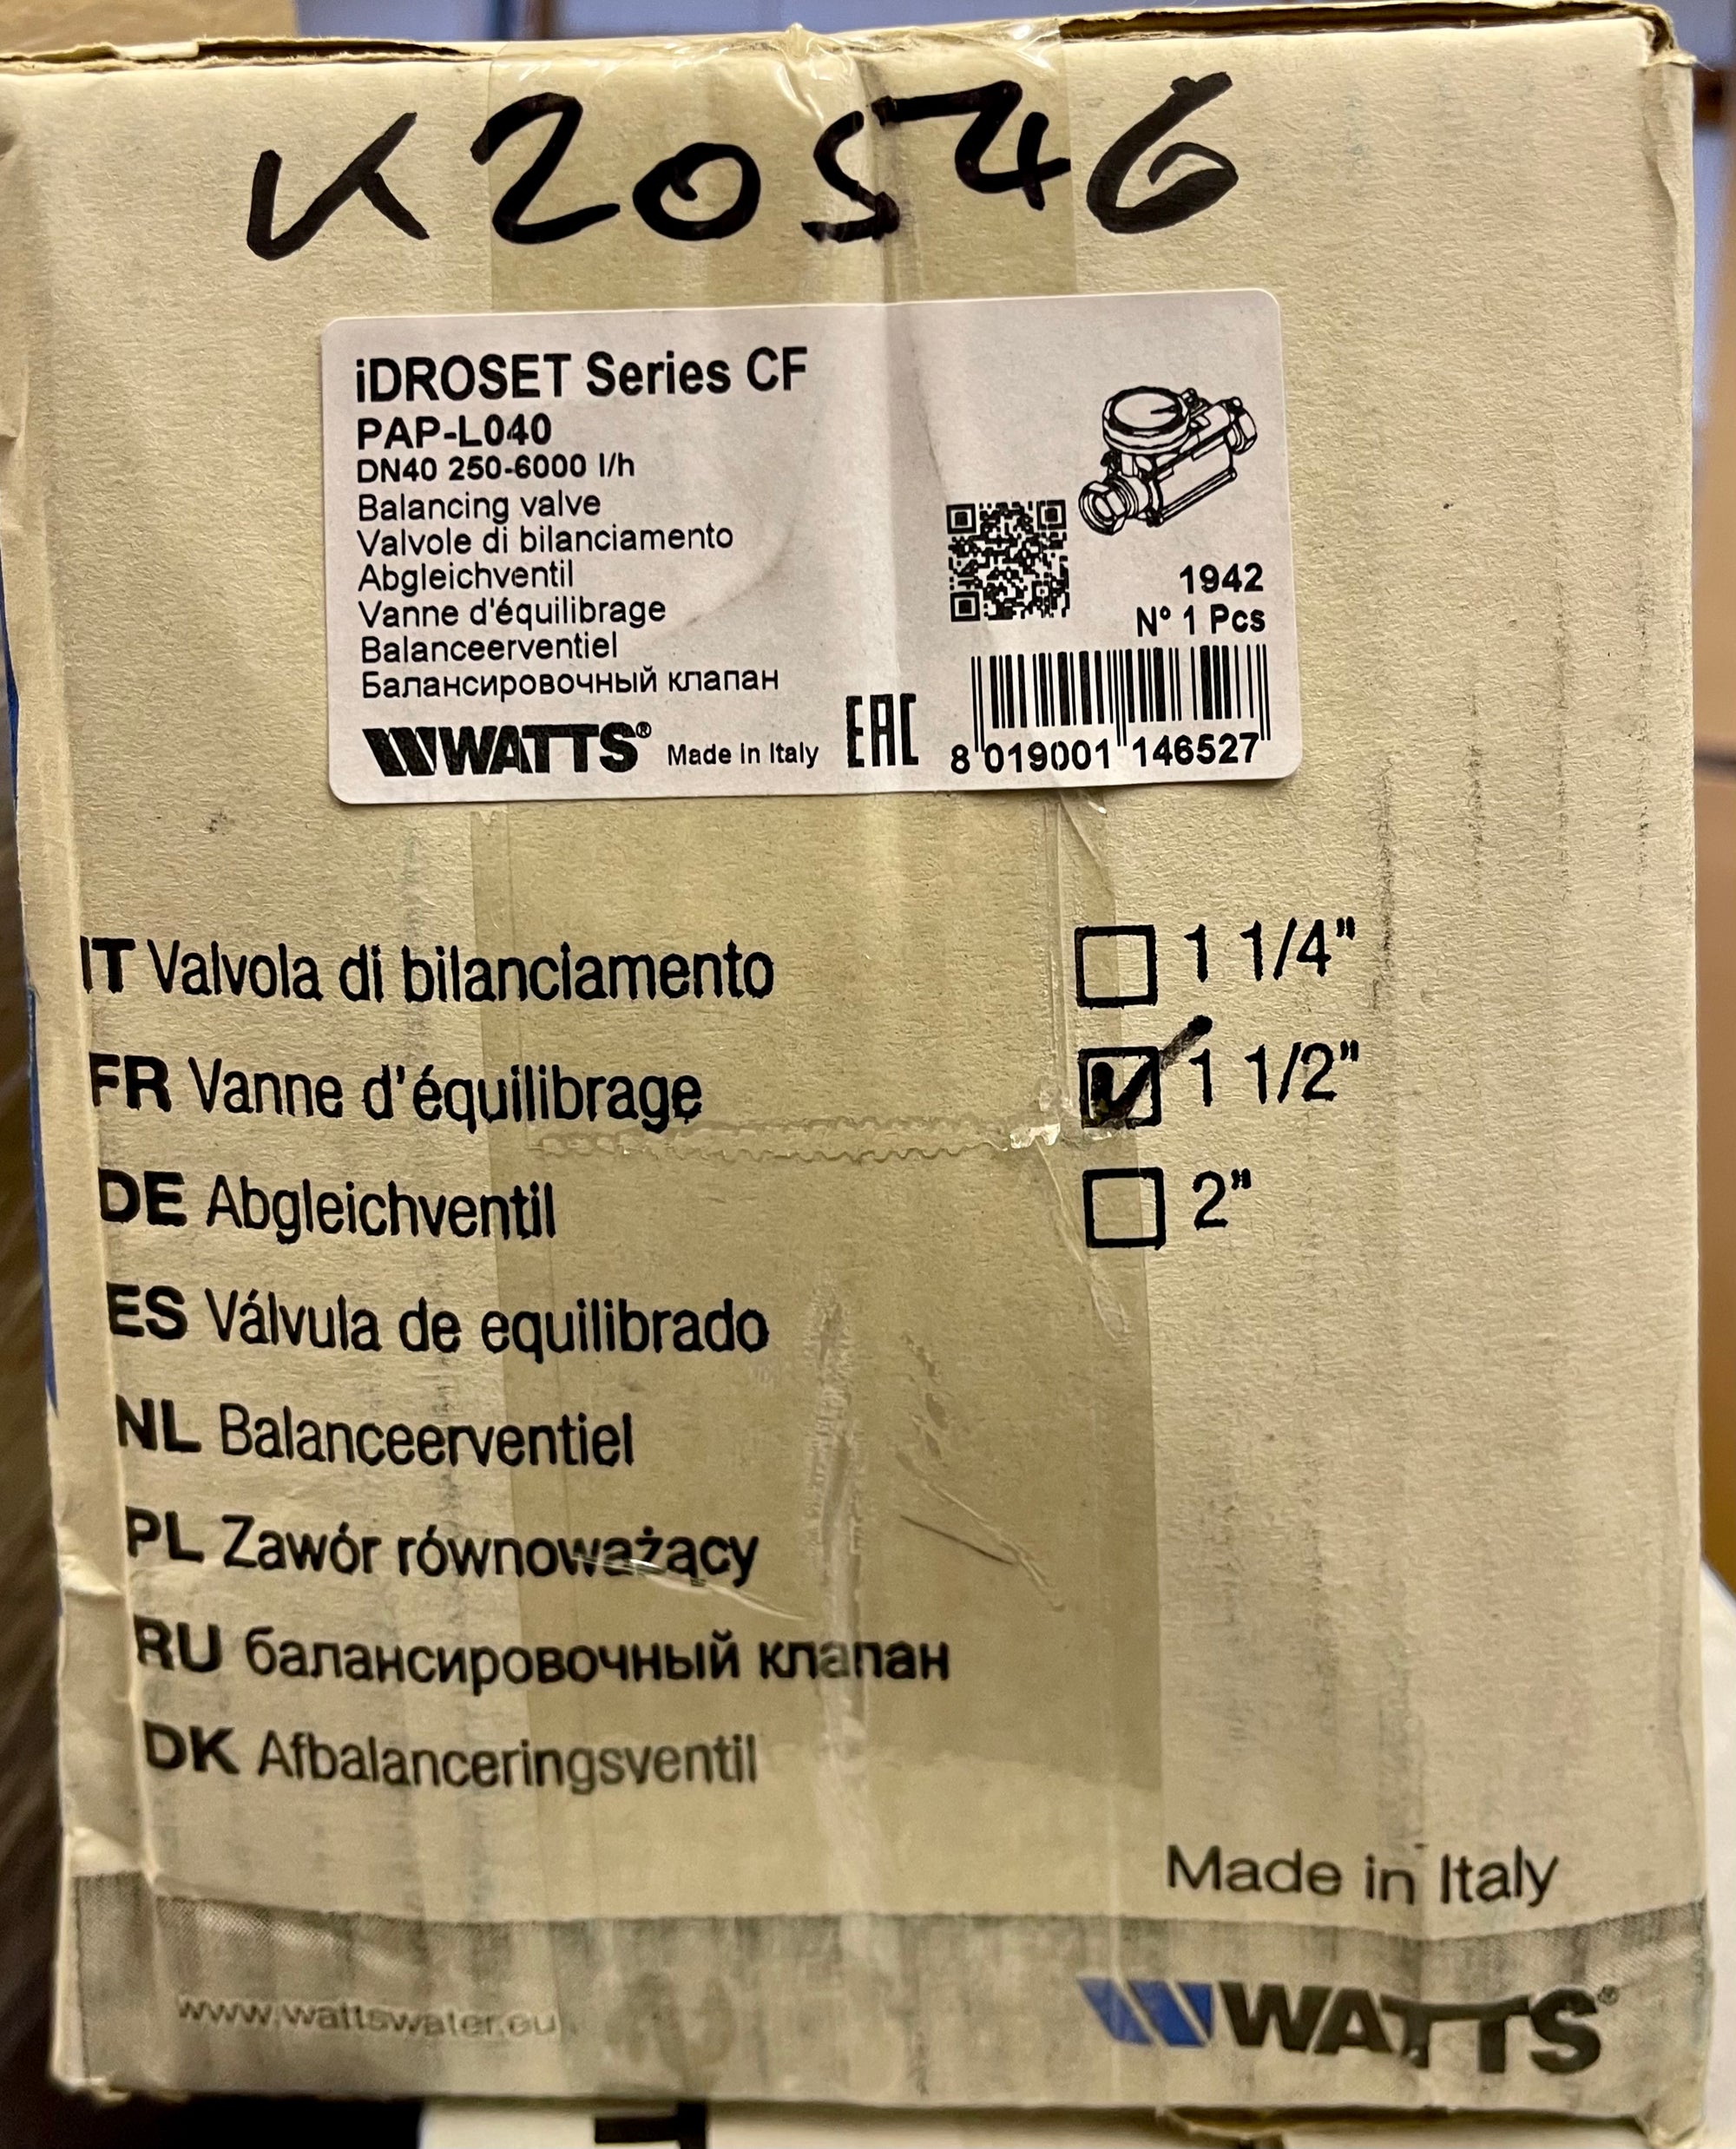 K20546
iDROSET Series CF
PAP-L040
DN40 250-6000 l/h
Balancing valve
Valvole di bilanciamento
Abgleichventil
Vanne d'équilibrage
Balanceerventiel
Балансировочный клапан
WATTS® Made in Italy
EAC
1942
N° 1 Pcs
8 019001 146527
IT Valvola di bilanciamento
1 1/4"
FR Vanne d'équilibrage
1 1/2"
DE Abgleichventil
2"
ES Válvula de equilibrado
NL Balanceerventiel
PL Zawór równoważący
RU балансировочный клапан
DK Afbalanceringsventil
Made in Italy
www.wattswater.eu
WATTS®